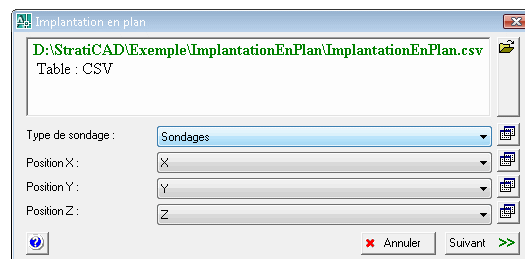 Implantation en plan
D:\StratiCAD\Exemple\ImplantationEnPlan\ImplantationEnPlan.csv
Table : CSV
Type de sondage :
Sondages
Position X :
X
Position Y :
Y
Position Z :
Z
Annuler
Suivant >>